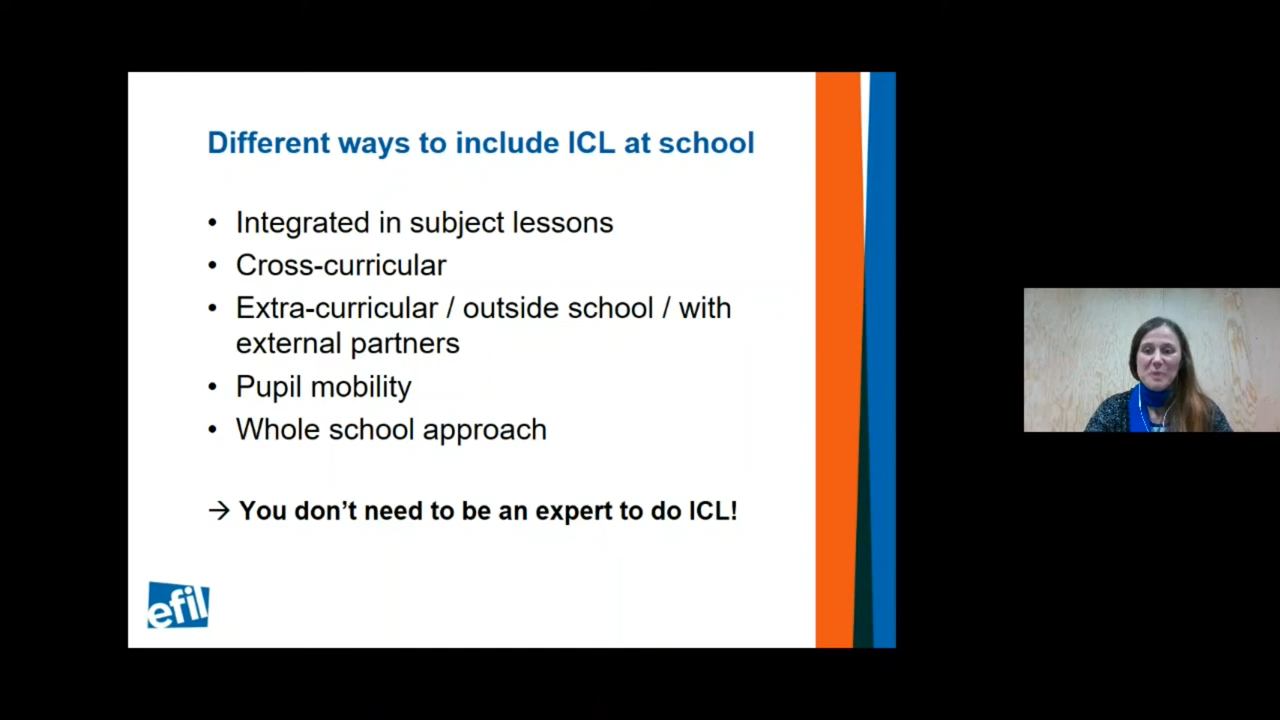 Different ways to include ICL at school
• Integrated in subject lessons
• Cross-curricular
• Extra-curricular / outside school / with
external partners
• Pupil mobility
• Whole school approach
→ You don’t need to be an expert to do ICL!
efil